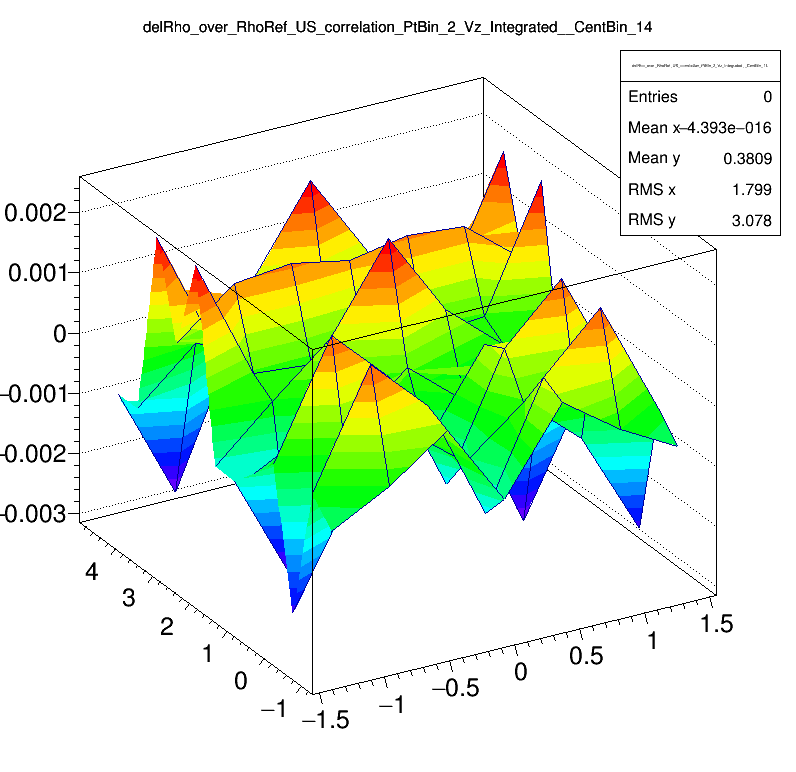 delRho_over_RhoRef_US_correlation_PtBin_2_Vz_Integrated__CentBin_14
delRho_over_RhoRef_US_correlation_PtBin_2_Vz_Integrated__CentBin_14
Entries 0
Mean x−4.393e−016
Mean y 0.3809
RMS x 1.799
RMS y 3.078
0.002
0.001
0
−0.001
−0.002
−0.003
4
3
2
1
0
−1
−1.5
−1
−0.5
0
0.5
1
1.5